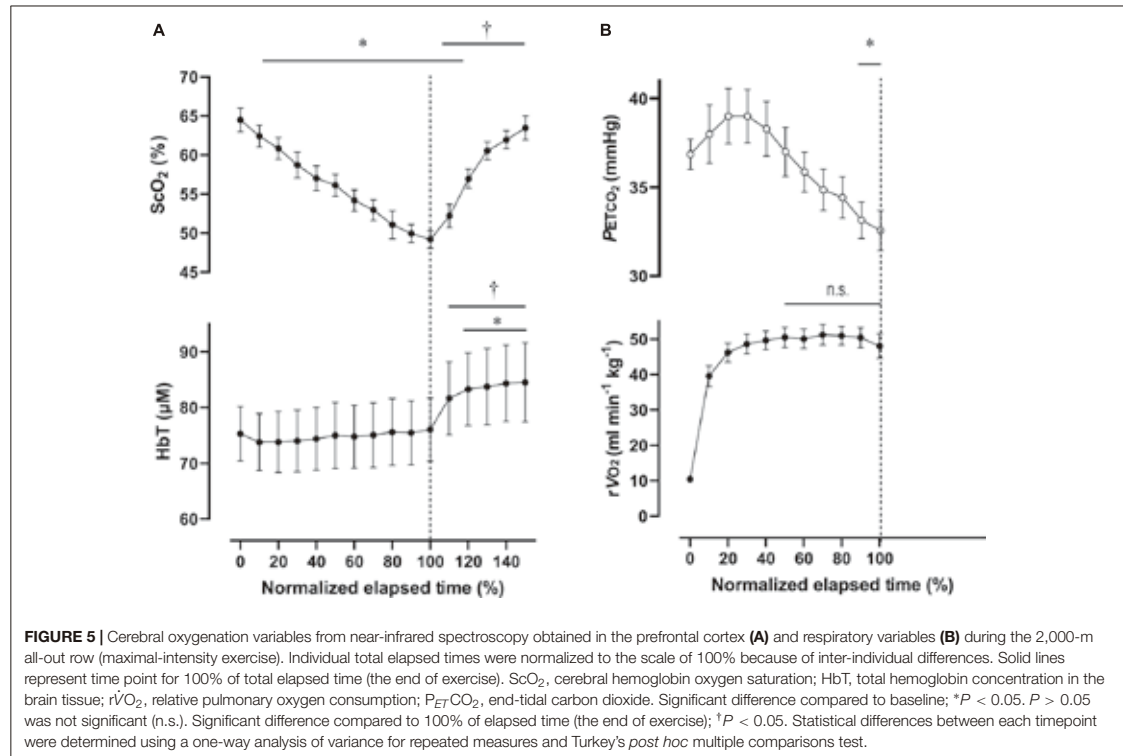 A
B
*
†
*
70
65
60
55
50
45
ScO₂ (%)
40
35
30
PETCO₂ (mmHg)
†
*
n.s.
90
80
70
60
HbT (µM)
50
40
30
20
10
0
rVO₂ (ml min⁻¹ kg⁻¹)
0 20 40 60 80 100 120 140
Normalized elapsed time (%)
0 20 40 60 80 100
Normalized elapsed time (%)
FIGURE 5 | Cerebral oxygenation variables from near-infrared spectroscopy obtained in the prefrontal cortex (A) and respiratory variables (B) during the 2,000-m
all-out row (maximal-intensity exercise). Individual total elapsed times were normalized to the scale of 100% because of inter-individual differences. Solid lines
represent time point for 100% of total elapsed time (the end of exercise). ScO₂, cerebral hemoglobin oxygen saturation; HbT, total hemoglobin concentration in the
brain tissue; rV̇O₂, relative pulmonary oxygen consumption; PETCO₂, end-tidal carbon dioxide. Significant difference compared to baseline; *P < 0.05. P > 0.05
was not significant (n.s.). Significant difference compared to 100% of elapsed time (the end of exercise); †P < 0.05. Statistical differences between each timepoint
were determined using a one-way analysis of variance for repeated measures and Turkey's post hoc multiple comparisons test.